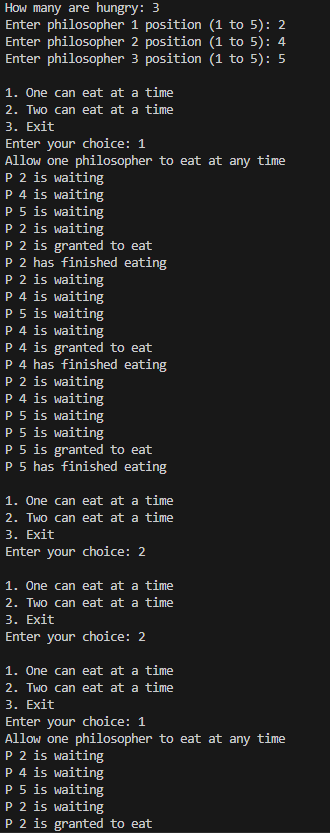 How many are hungry: 3
Enter philosopher 1 position (1 to 5): 2
Enter philosopher 2 position (1 to 5): 4
Enter philosopher 3 position (1 to 5): 5
1. One can eat at a time
2. Two can eat at a time
3. Exit
Enter your choice: 1
Allow one philosopher to eat at any time
P 2 is waiting
P 4 is waiting
P 5 is waiting
P 2 is waiting
P 2 is granted to eat
P 2 has finished eating
P 2 is waiting
P 4 is waiting
P 5 is waiting
P 4 is waiting
P 4 is granted to eat
P 4 has finished eating
P 2 is waiting
P 4 is waiting
P 5 is waiting
P 5 is waiting
P 5 is granted to eat
P 5 has finished eating
1. One can eat at a time
2. Two can eat at a time
3. Exit
Enter your choice: 2
1. One can eat at a time
2. Two can eat at a time
3. Exit
Enter your choice: 2
1. One can eat at a time
2. Two can eat at a time
3. Exit
Enter your choice: 1
Allow one philosopher to eat at any time
P 2 is waiting
P 4 is waiting
P 5 is waiting
P 2 is waiting
P 2 is granted to eat